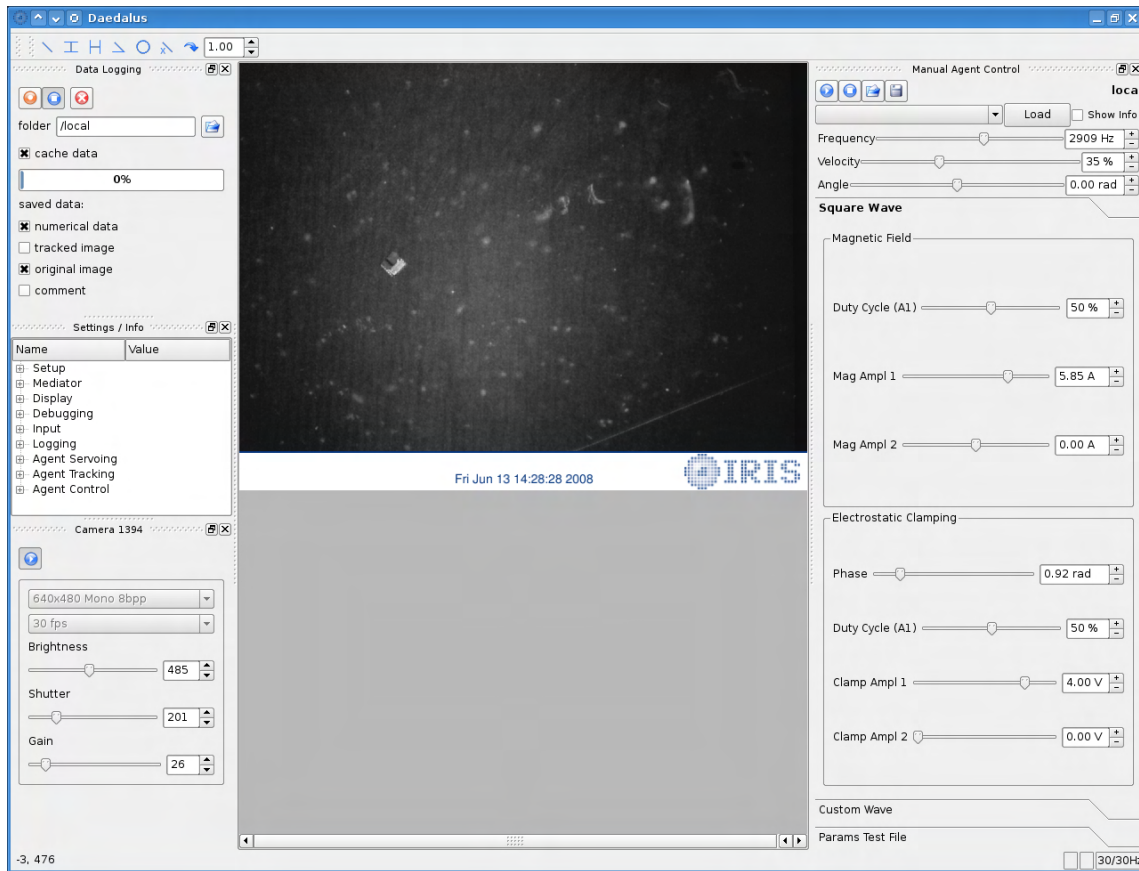 Daedalus
1.00
Data Logging
folder /local
cache data
0%
saved data:
numerical data
tracked image
original image
comment
Settings / Info
Name Value
Setup
Mediator
Display
Debugging
Input
Logging
Agent Servoing
Agent Tracking
Agent Control
Camera 1394
640x480 Mono 8bpp
30 fps
Brightness
485
Shutter
201
Gain
26
-3, 476
Fri Jun 13 14:28:28 2008
IRIS
Manual Agent Control
loca
Load Show Info
Frequency 2909 Hz
Velocity 35 %
Angle 0.00 rad
Square Wave
Magnetic Field
Duty Cycle (A1) 50 %
Mag Ampl 1 5.85 A
Mag Ampl 2 0.00 A
Electrostatic Clamping
Phase 0.92 rad
Duty Cycle (A1) 50 %
Clamp Ampl 1 4.00 V
Clamp Ampl 2 0.00 V
Custom Wave
Params Test File
30/30Hz